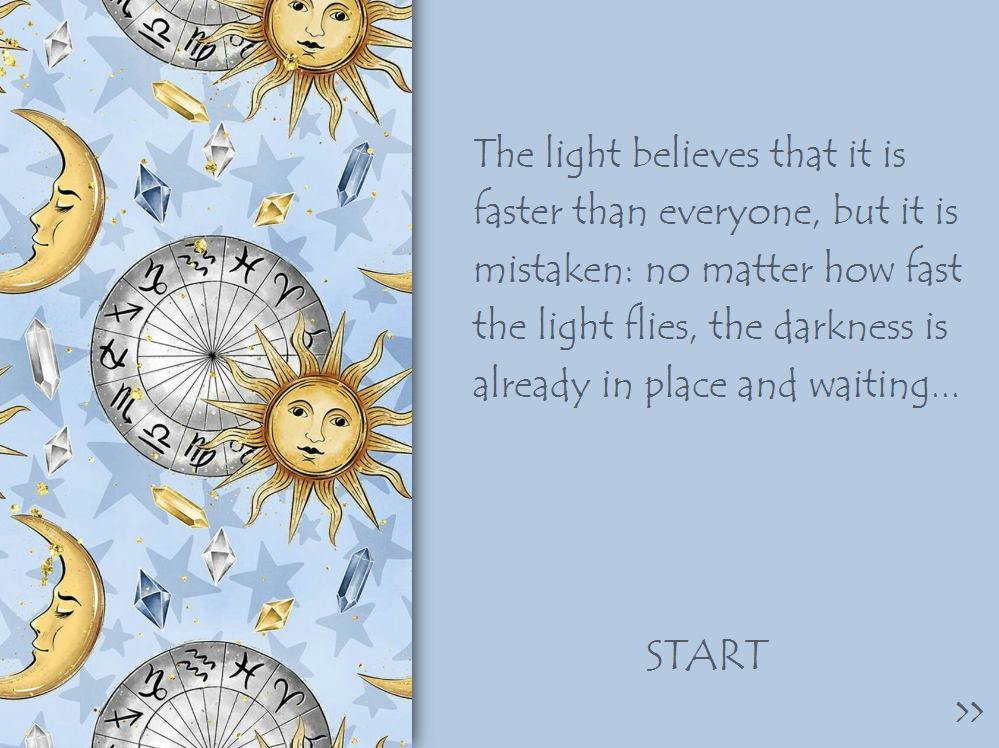 The light believes that it is
faster than everyone, but it is
mistaken: no matter how fast
the light flies, the darkness is
already in place and waiting...
START
>>